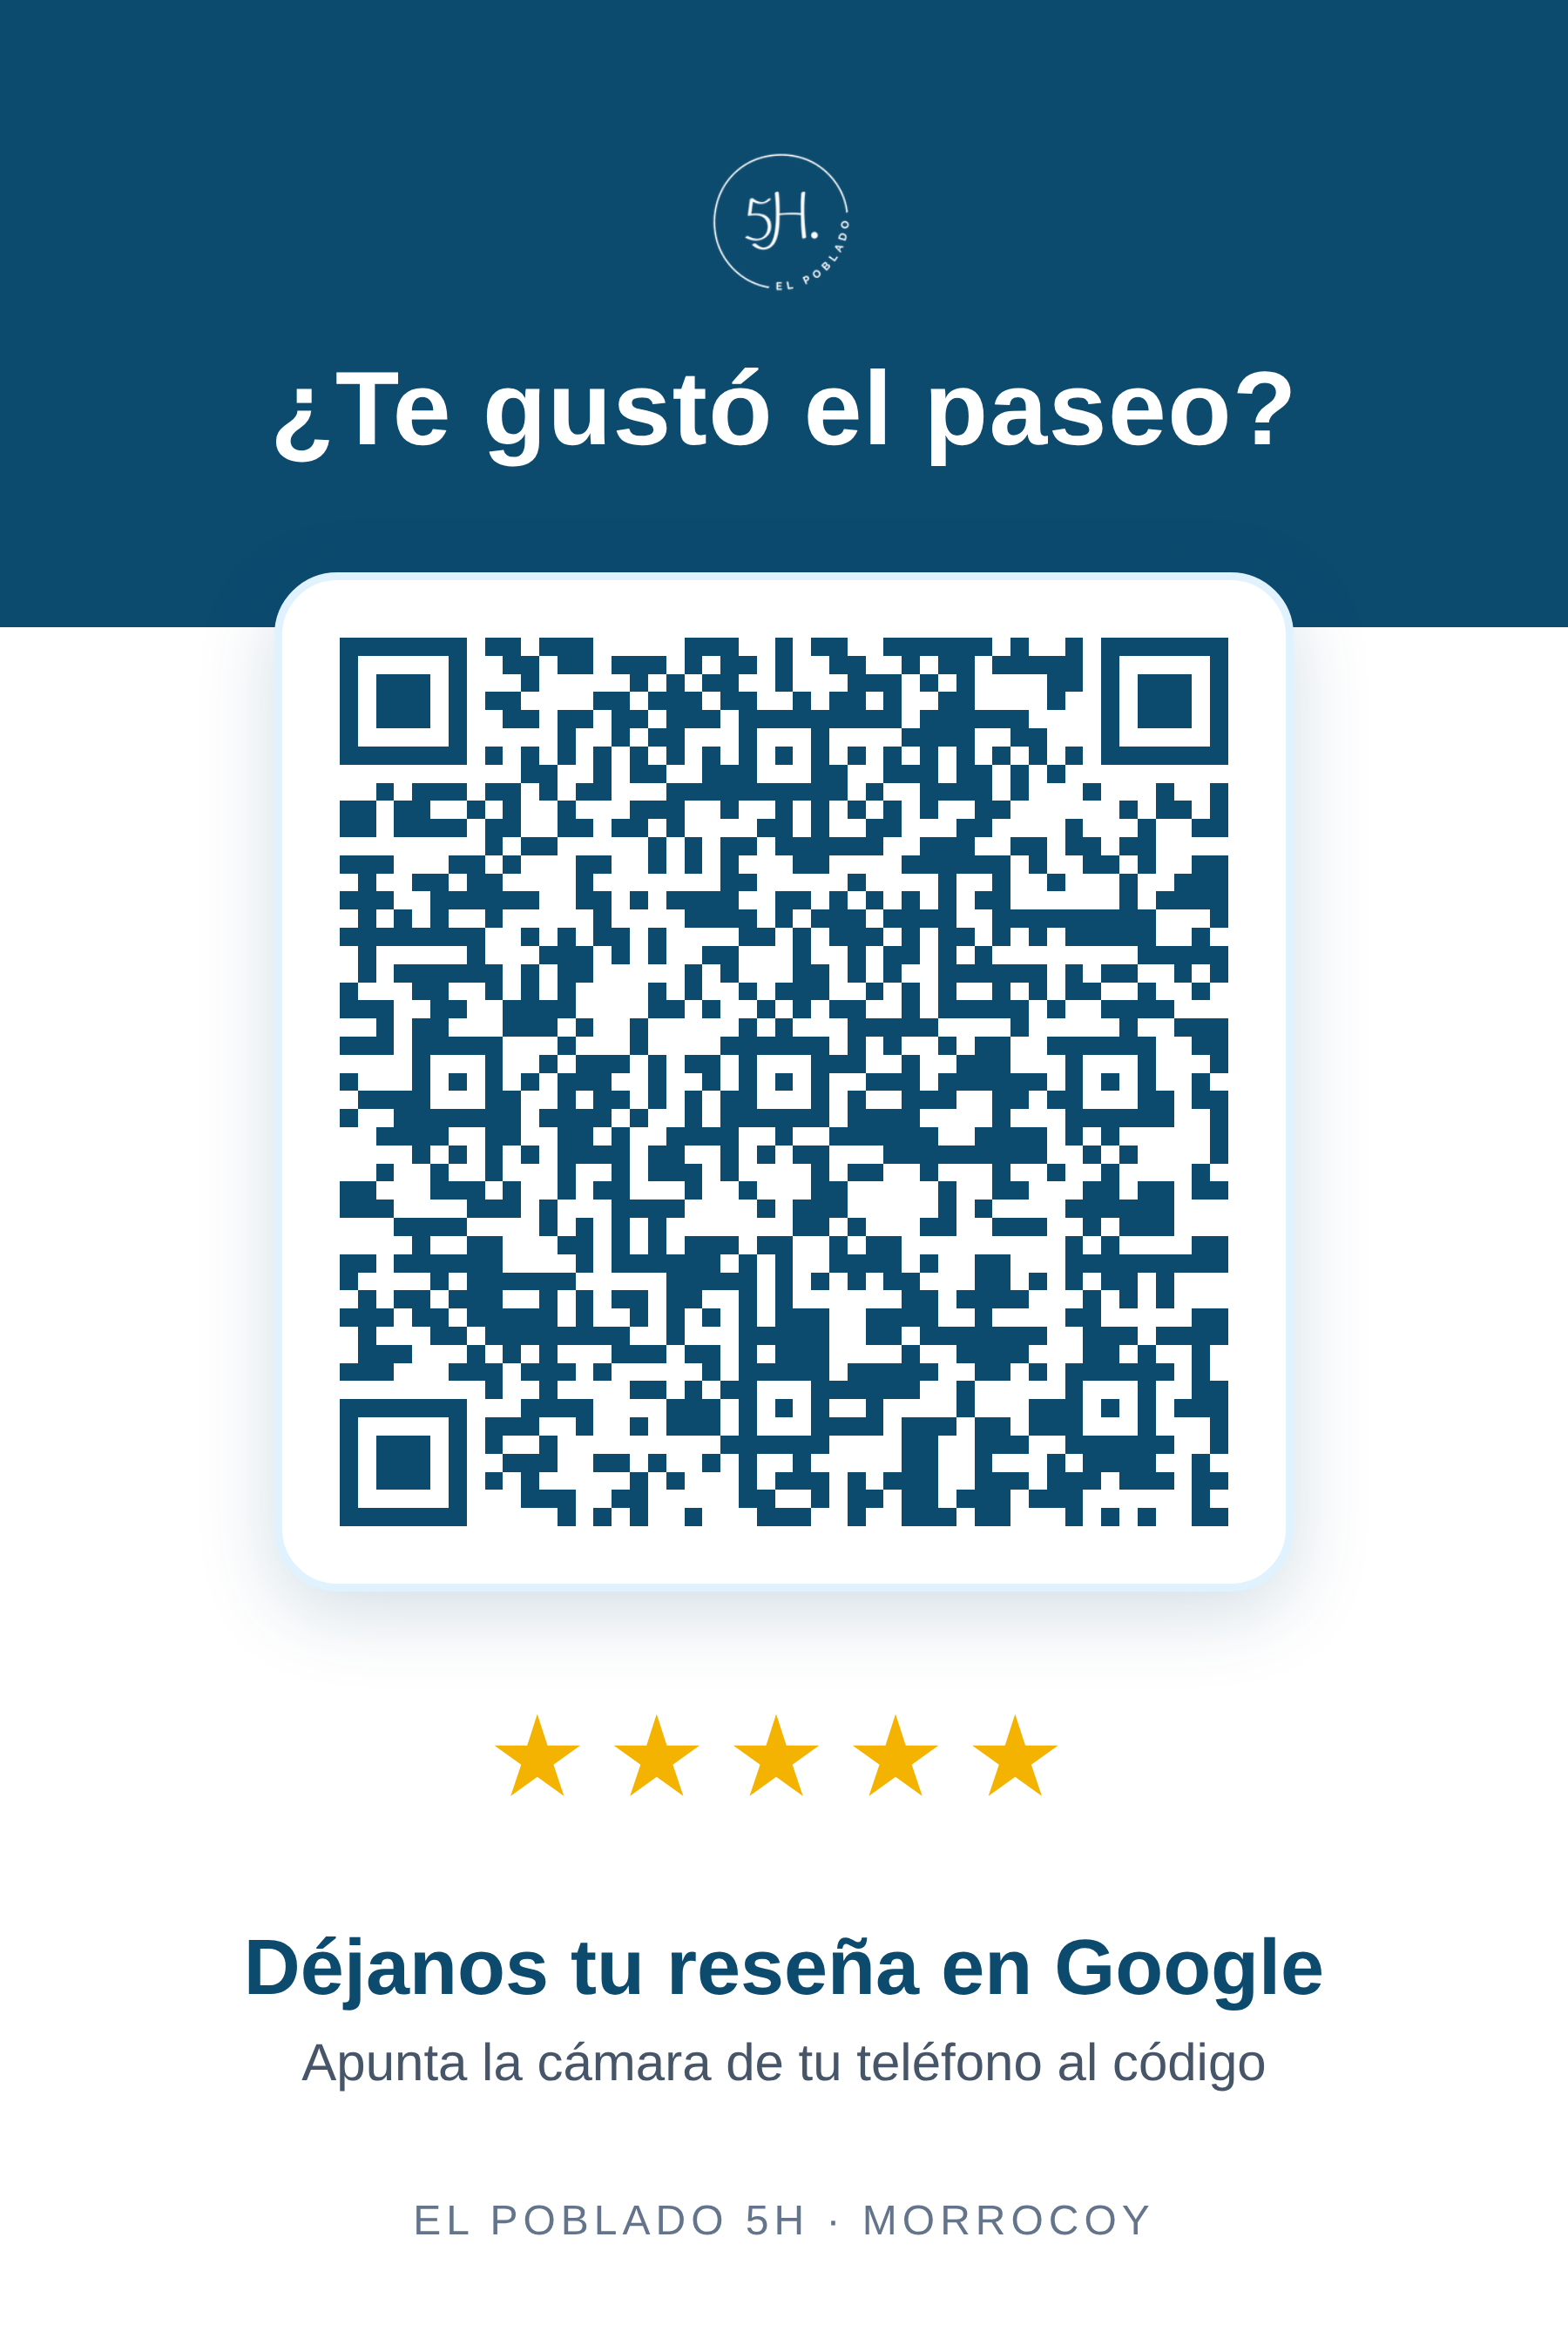 5H.
EL POBLADO
¿Te gustó el paseo?
Déjanos tu reseña en Google
Apunta la cámara de tu teléfono al código
EL POBLADO 5H · MORROCOY